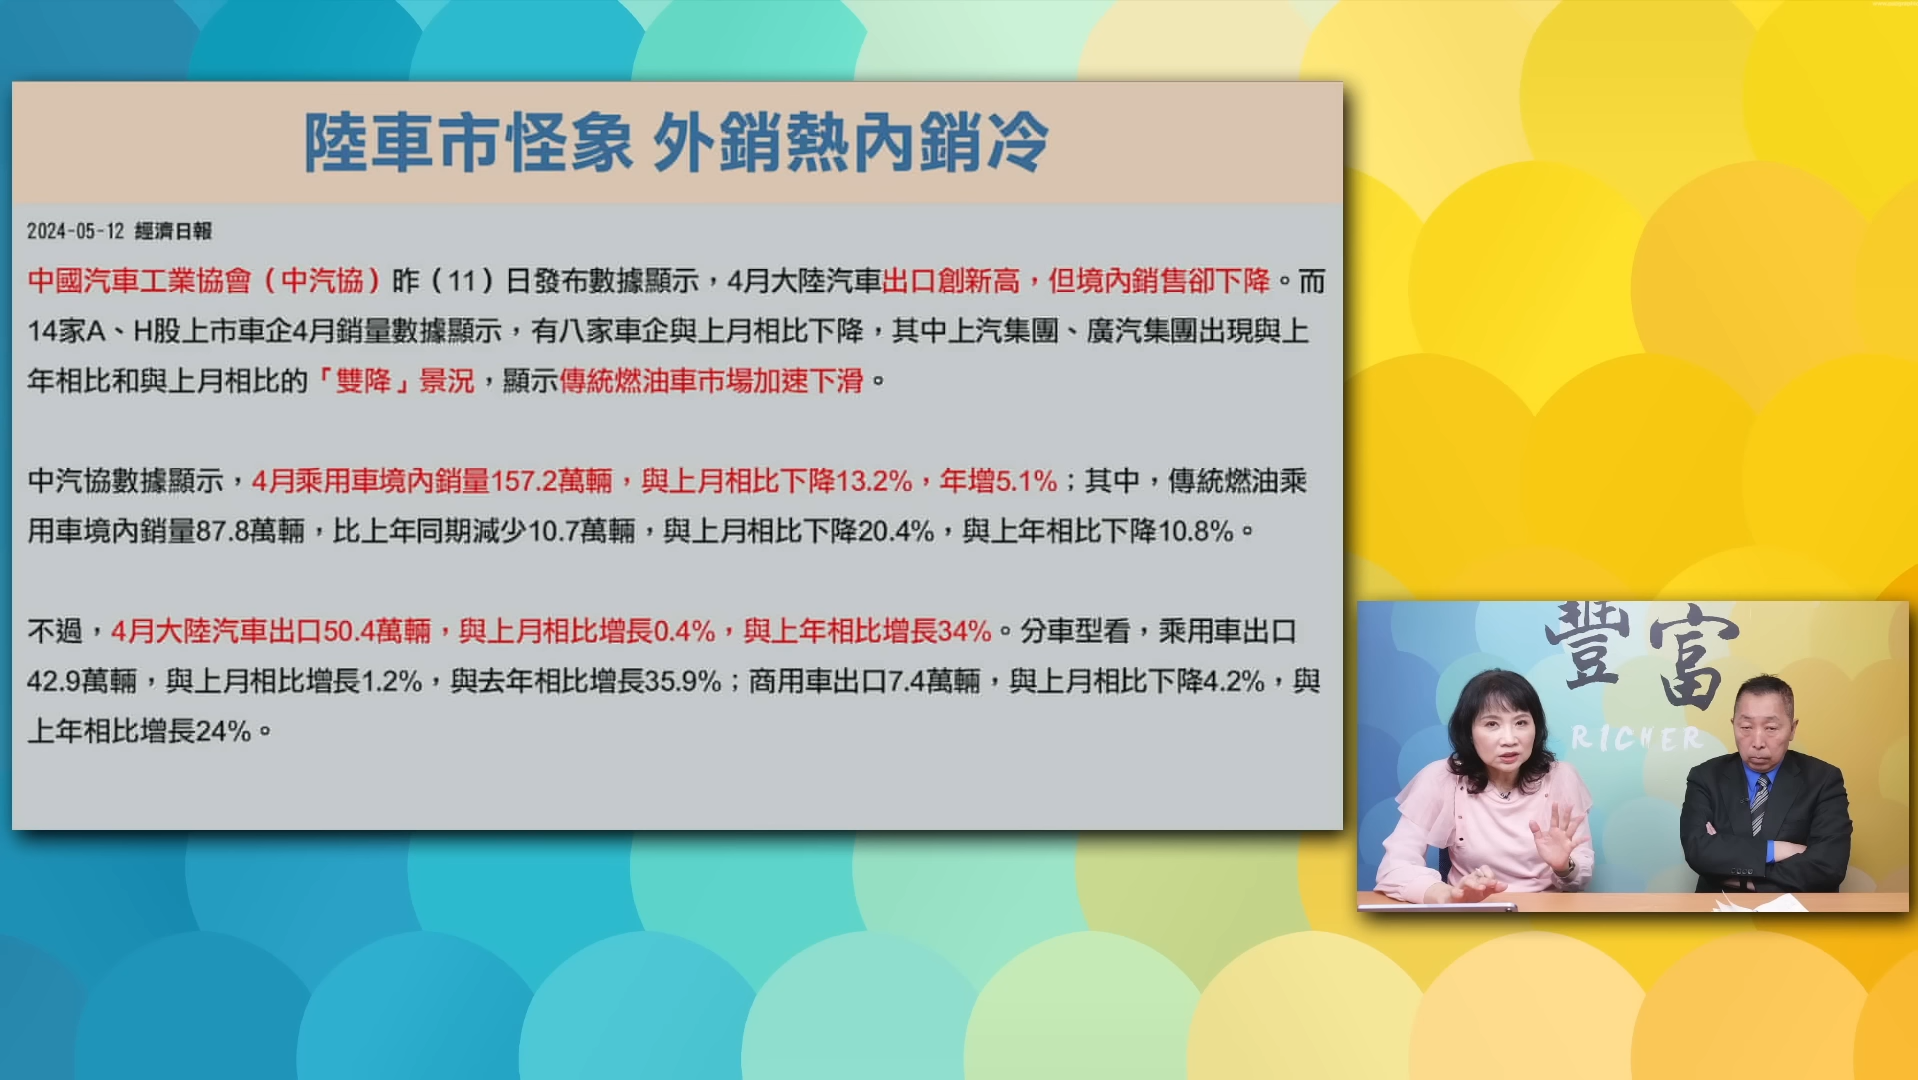 陸車市怪象 外銷熱內銷冷
2024-05-12 經濟日報
中國汽車工業協會（中汽協）昨（11）日發布數據顯示，4月大陸汽車出口創新高，但境內銷售卻下降。而
14家A、H股上市車企4月銷量數據顯示，有八家車企與上月相比下降，其中上汽集團、廣汽集團出現與上
年相比和與上月相比的「雙降」景況，顯示傳統燃油車市場加速下滑。
中汽協數據顯示，4月乘用車境內銷量157.2萬輛，與上月相比下降13.2%，年增5.1%；其中，傳統燃油乘
用車境內銷量87.8萬輛，比上年同期減少10.7萬輛，與上月相比下降20.4%，與上年相比下降10.8%。
不過，4月大陸汽車出口50.4萬輛，與上月相比增長0.4%，與上年相比增長34%。分車型看，乘用車出口
42.9萬輛，與上月相比增長1.2%，與去年相比增長35.9%；商用車出口7.4萬輛，與上月相比下降4.2%，與
上年相比增長24%。
豐富
RICHER